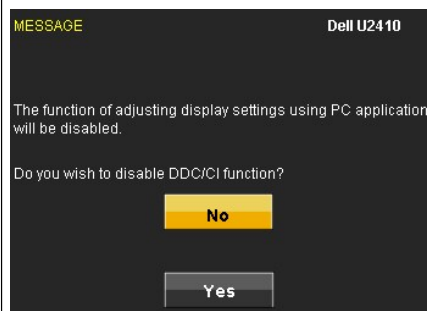 MESSAGE Dell U2410
The function of adjusting display settings using PC application
will be disabled.
Do you wish to disable DDC/CI function?
No
Yes